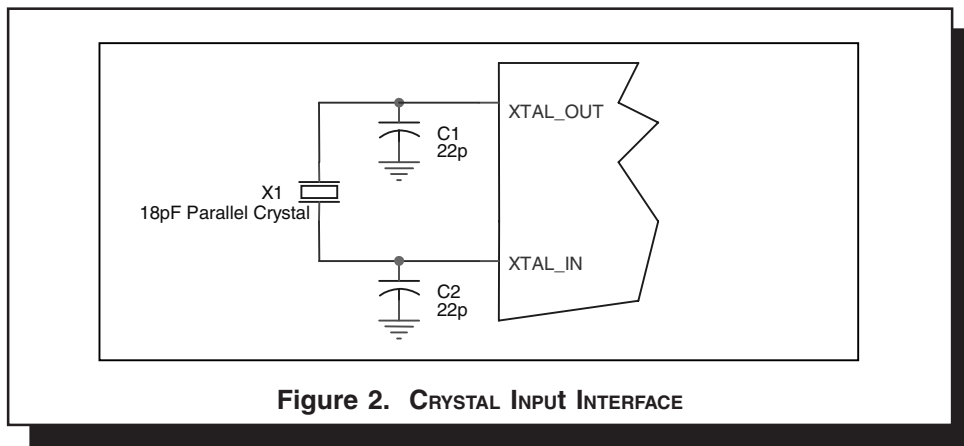 XTAL_OUT
C1
22p
X1
18pF Parallel Crystal
XTAL_IN
C2
22p
Figure 2. CRYSTAL INPUt INTERFACE